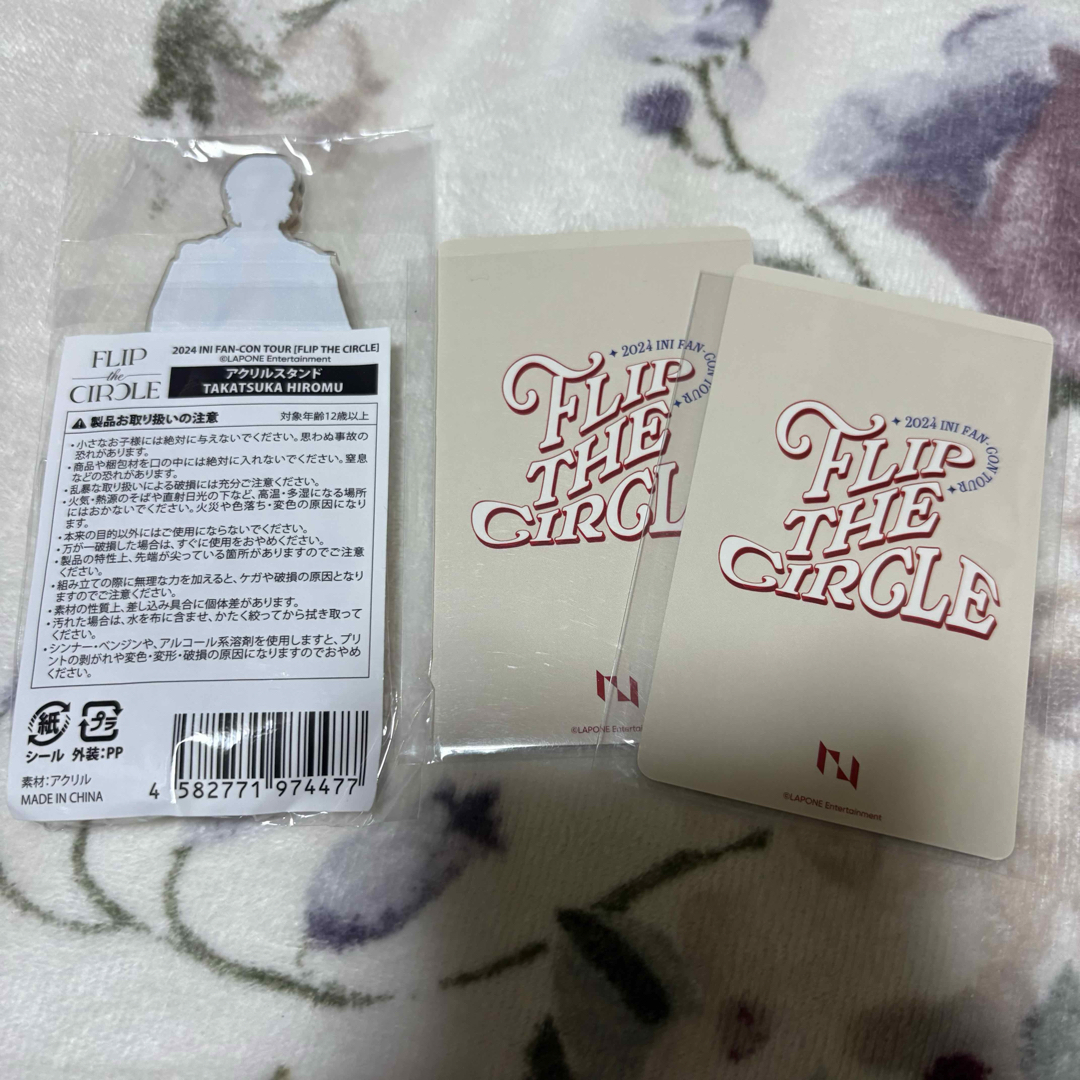 FLIP
the
CIRCLE
2024 INI FAN-CON TOUR [FLIP THE CIRCLE]
©LAPONE Entertainment
アクリルスタンド
TAKATSUKA HIROMU
製品お取り扱いの注意 対象年齢12歳以上
・小さなお子様には絶対に与えないでください。思わぬ事故の
恐れがあります。
・商品や梱包材を口の中には絶対に入れないでください。窒息
などの恐れがあります。
・乱暴な取り扱いによる破損には充分ご注意ください。
・火気・熱源のそばや直射日光の下など、高温・多湿になる場所
にはおかないでください。火災や色落ち・変色の原因になり
ます。
・本来の目的以外にはご使用にならないでください。
・万が一破損した場合は、すぐに使用をおやめください。
・製品の特性上、先端が尖っている箇所がありますのでご注意
ください。
・組み立ての際に無理な力を加えると、ケガや破損の原因となり
ますのでご注意ください。
・素材の性質上、差し込み具合に個体差があります。
・汚れた場合は、水を布に含ませ、かたく絞ってから拭き取って
ください。
・シンナー・ベンジンや、アルコール系溶剤を使用しますと、プリ
ントの剥がれや変色・変形・破損の原因になりますのでおやめ
ください。
紙 プラ
シール 外装:PP
素材:アクリル
MADE IN CHINA
4 582771 974477
2024 INI FAN-CON TOUR
FLIP
THE
CIRCL
©LAPONE Enterta
2024 INI FAN-CON TOUR
FLIP
THE
CIRCLE
©LAPONE Entertainment